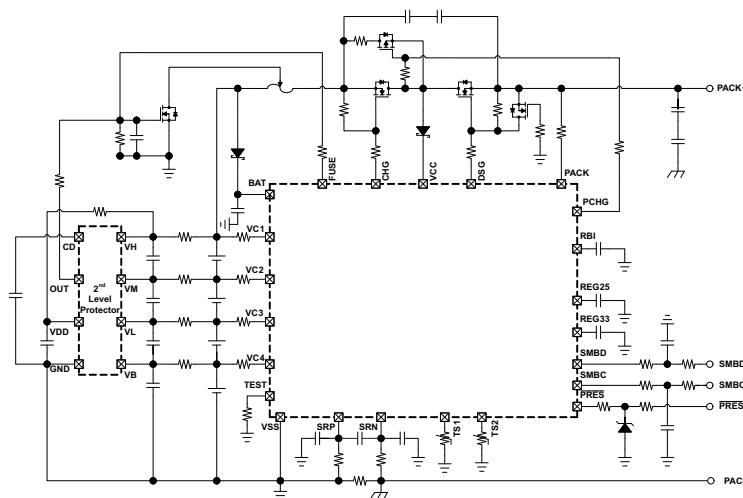 PACK+
BAT
FUSE
CHG
VCC
DSG
PACK
PCHG
RBI
CD
VH
VC1
OUT
2nd
Level
Protector
VM
VC2
REG25
VDD
VL
VC3
REG33
GND
VB
VC4
SMBD
SMBD
SMBC
SMBC
TEST
PRES
PRES
VSS
SRP
SRN
TS1
TS2
PACK